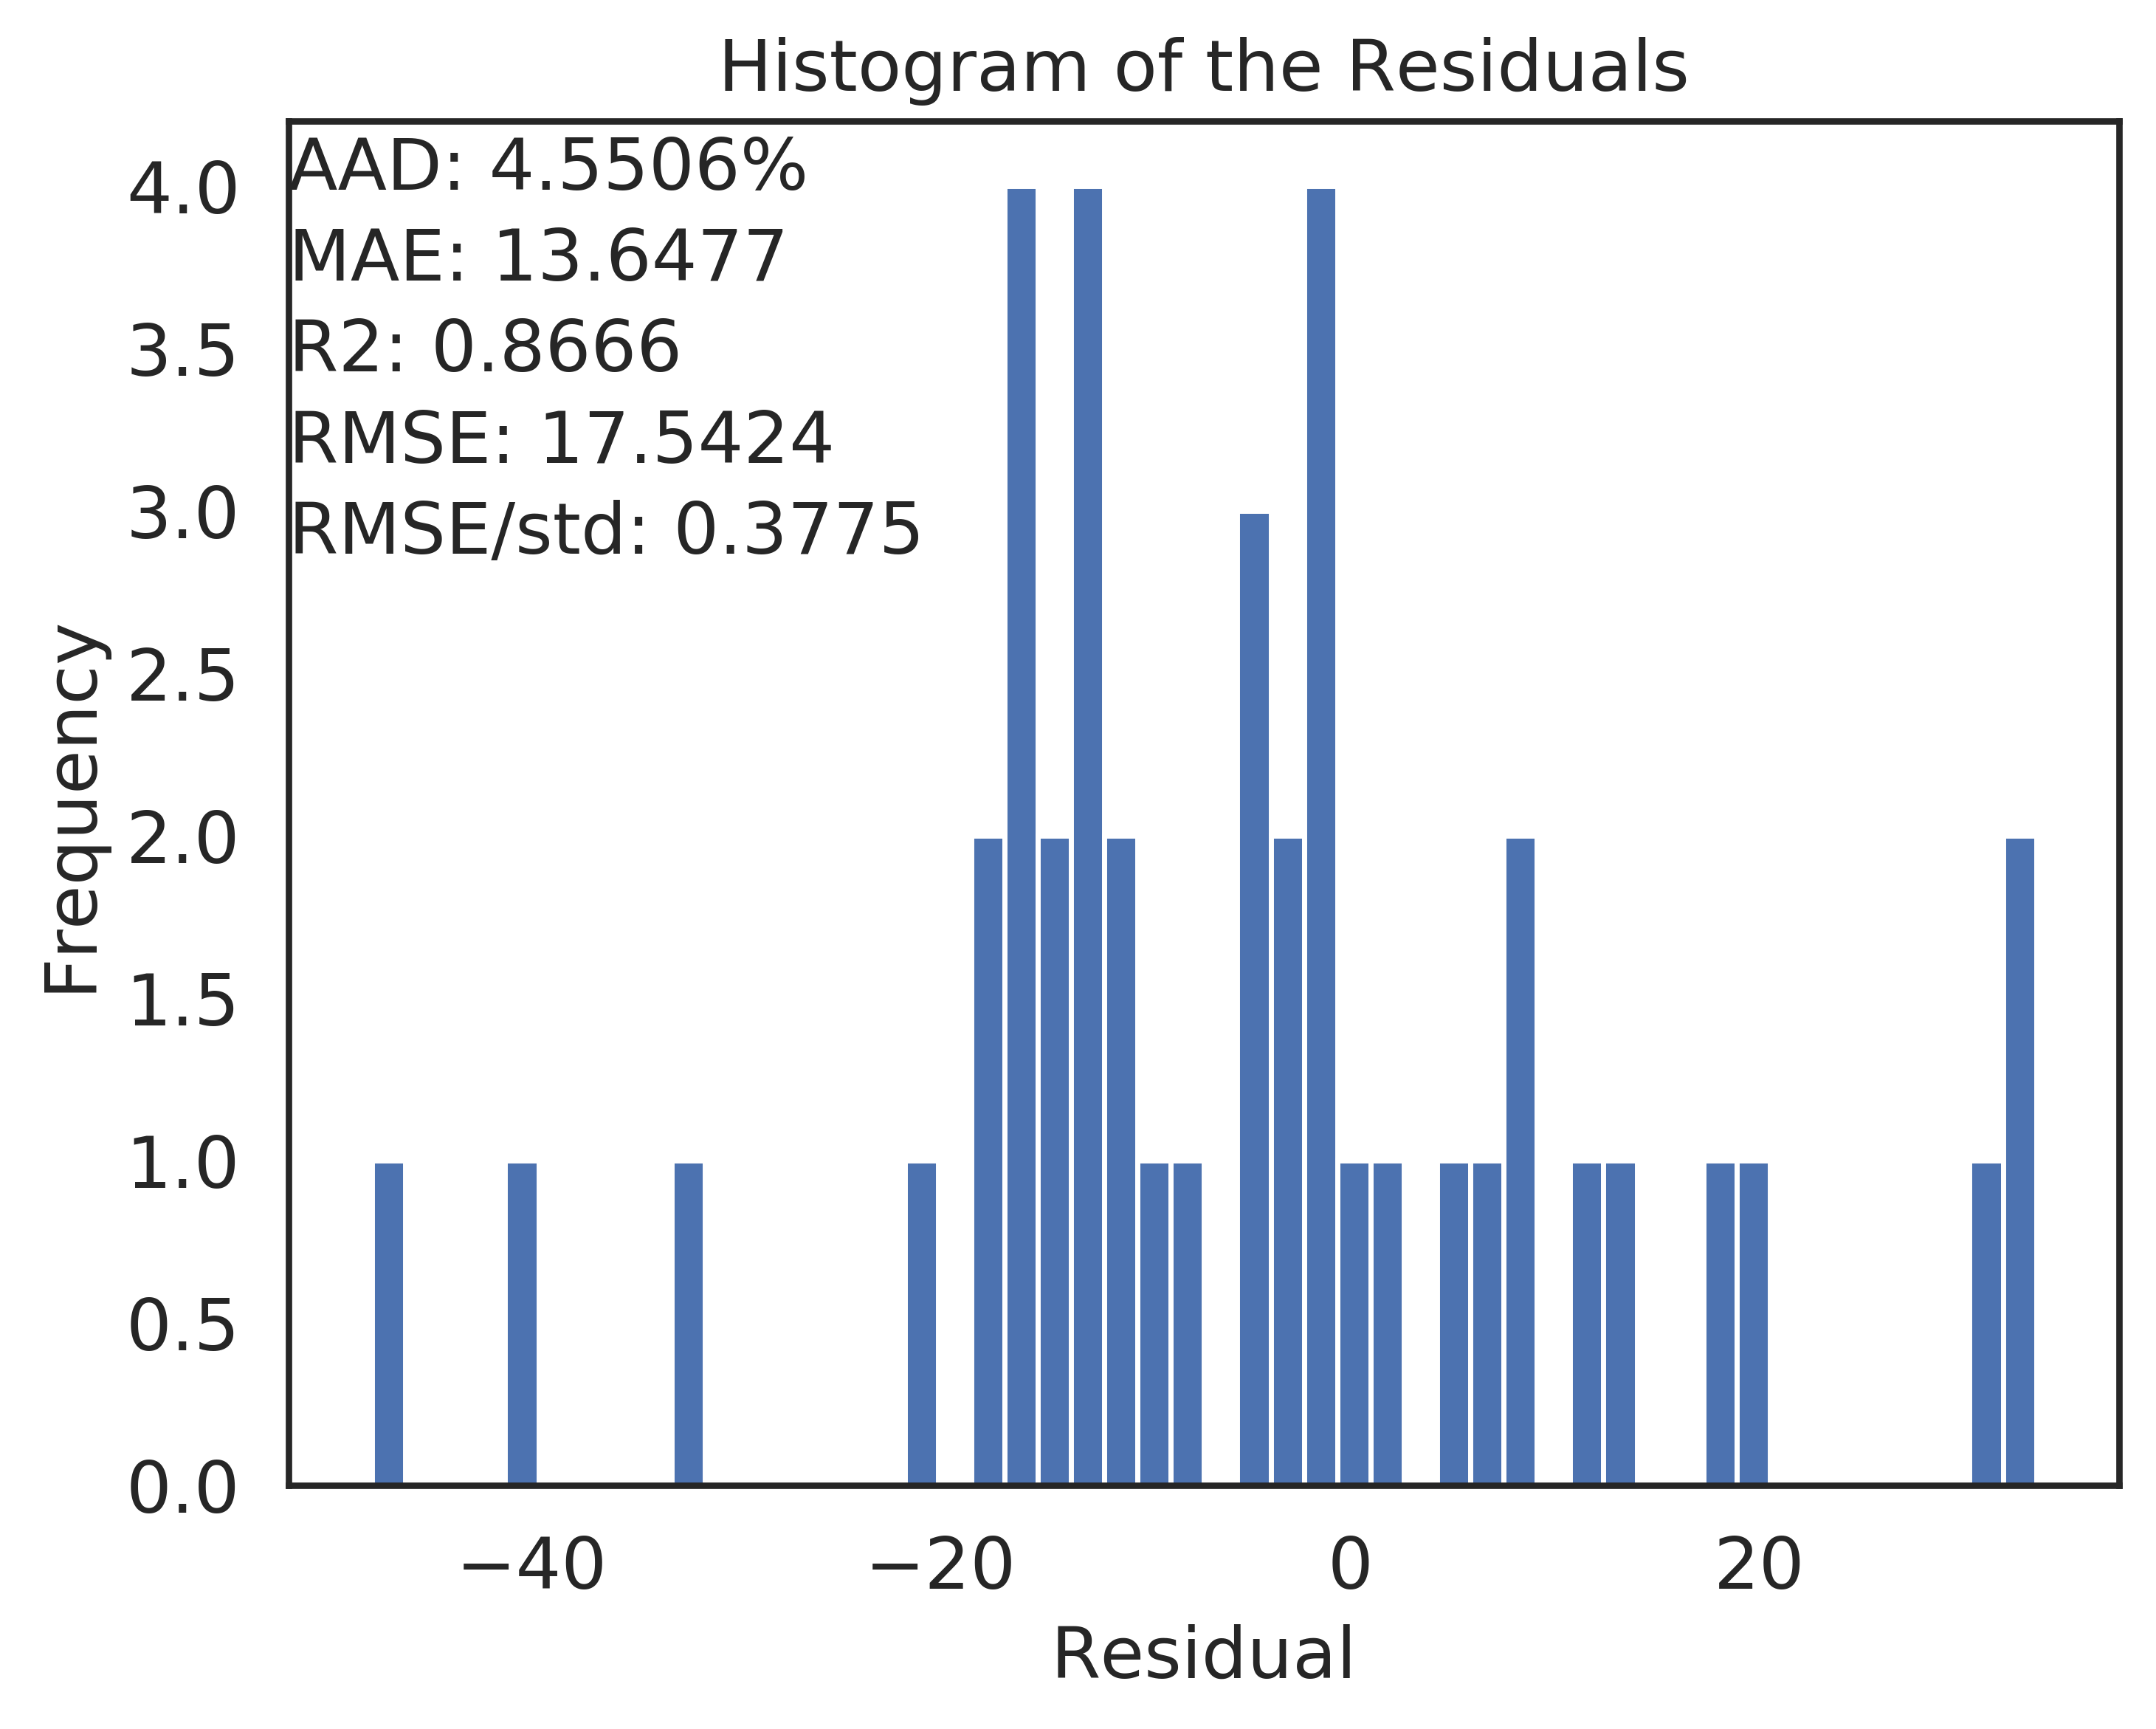 Histogram of the Residuals
AAD: 4.5506%
MAE: 13.6477
R2: 0.8666
RMSE: 17.5424
RMSE/std: 0.3775
4.0
3.5
3.0
2.5
2.0
1.5
1.0
0.5
0.0
Frequency
−40 −20 0 20
Residual